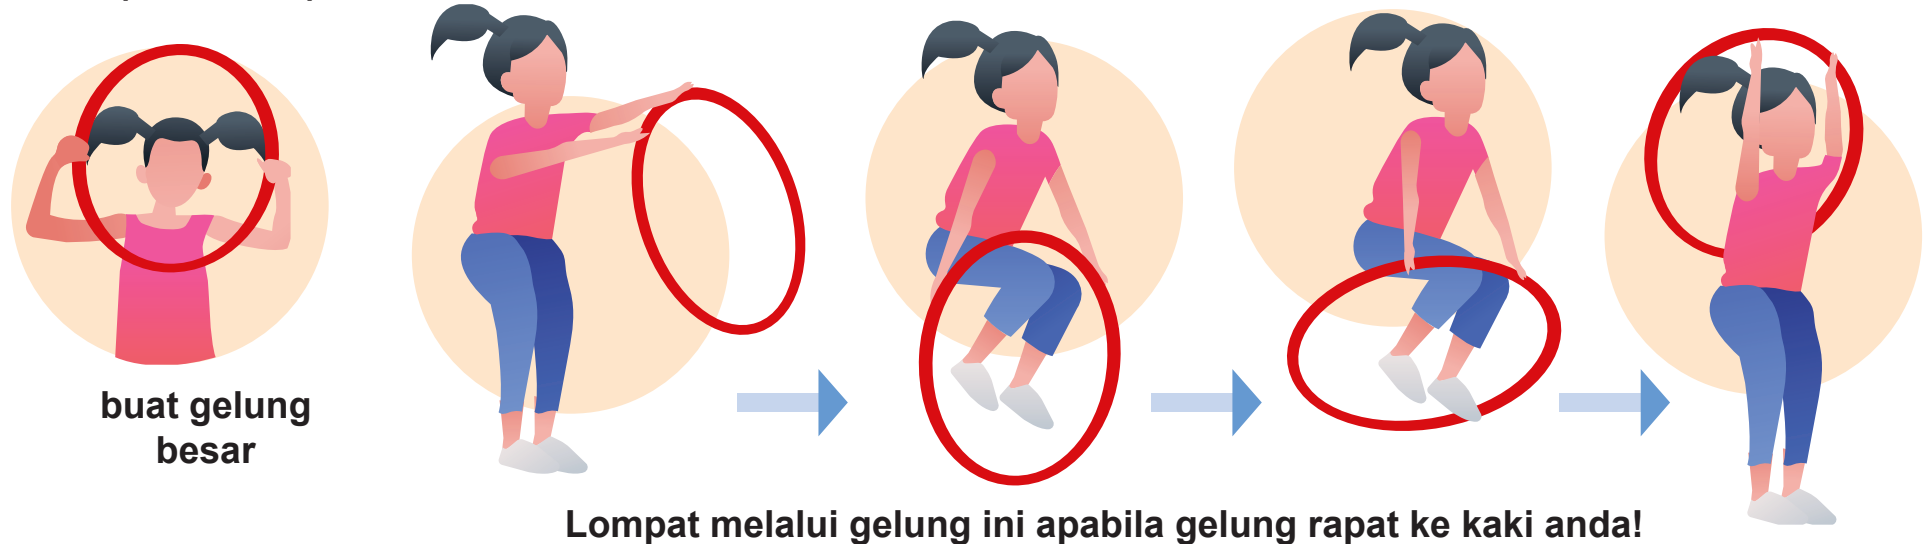 buat gelung
besar
Lompat melalui gelung ini apabila gelung rapat ke kaki anda!